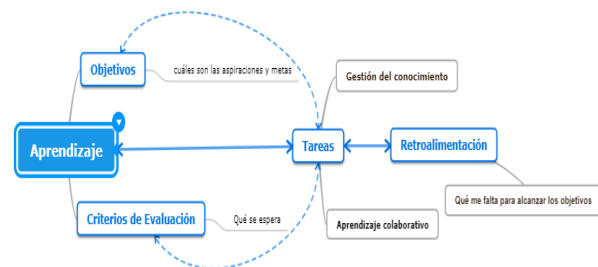 Objetivos
cuáles son las aspiraciones y metas
Gestión del conocimiento
Aprendizaje
Tareas
Retroalimentación
Qué me falta para alcanzar los objetivos
Criterios de Evaluación
Qué se espera
Aprendizaje colaborativo